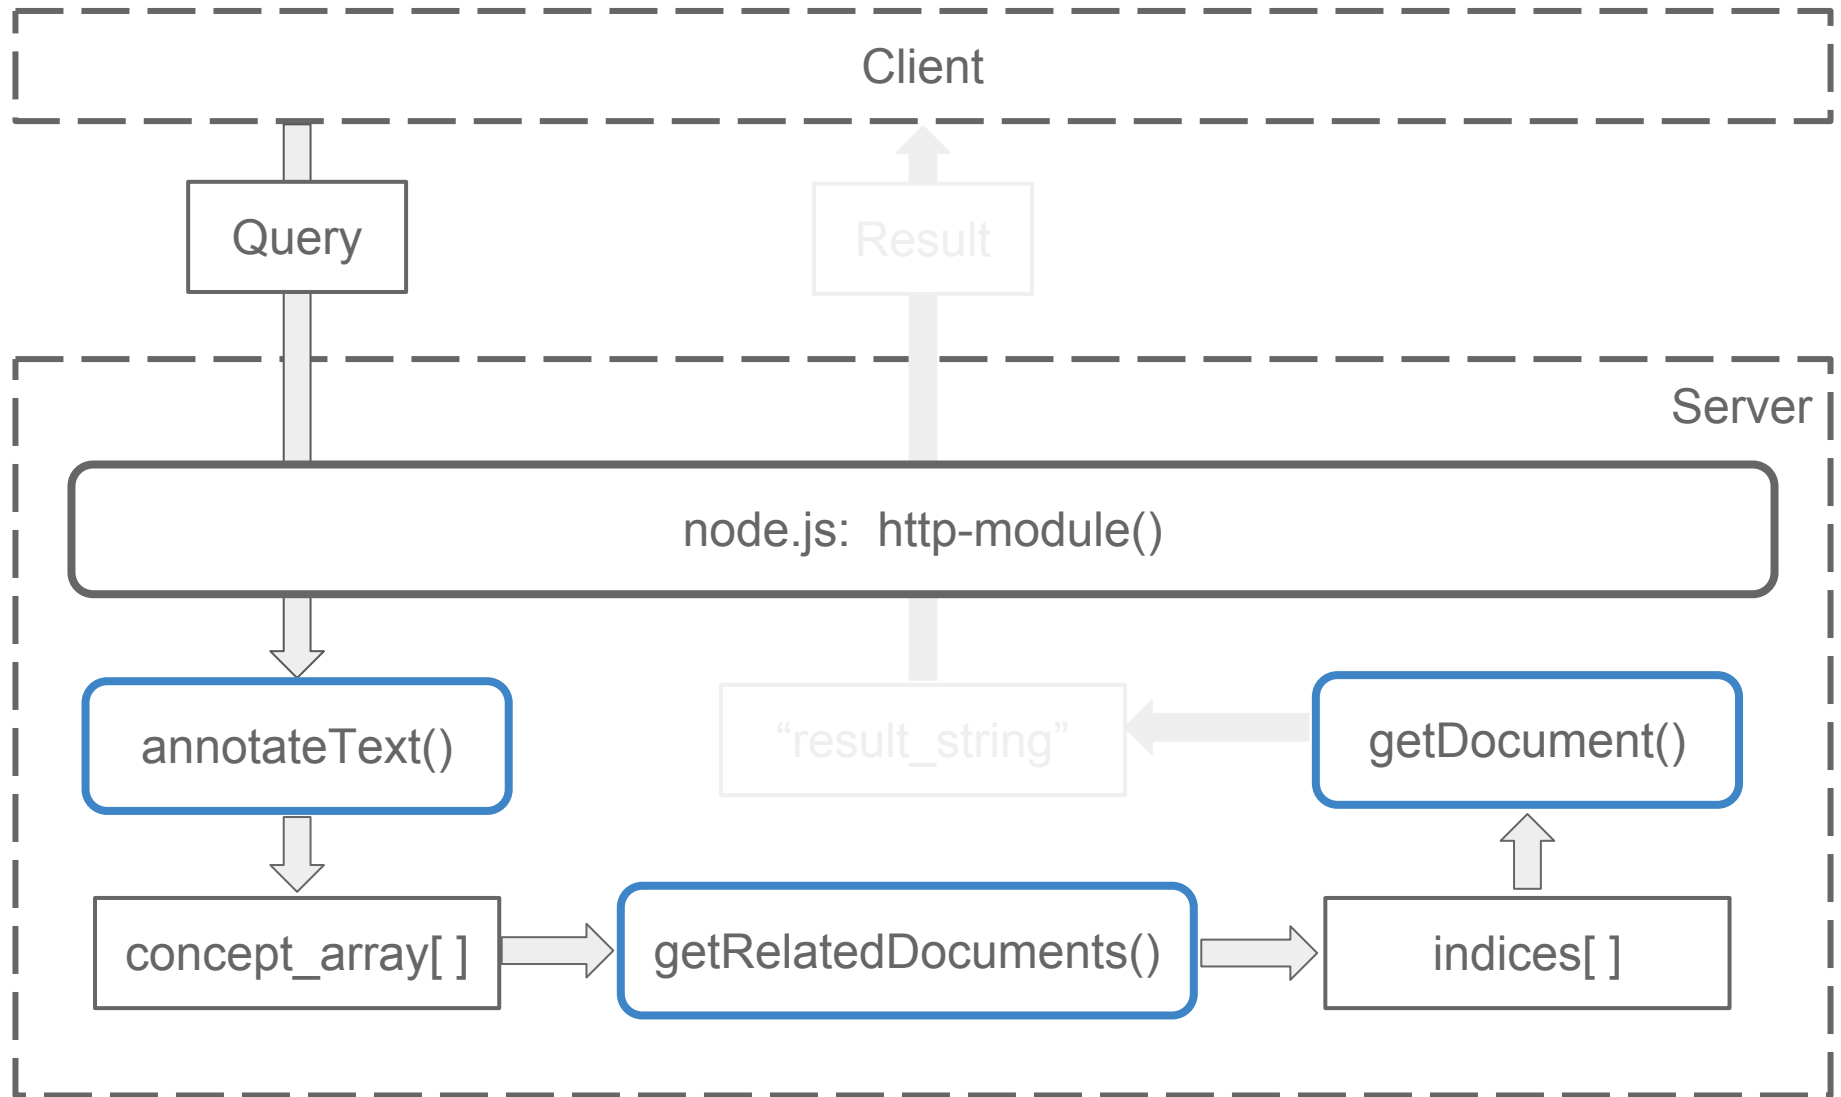 Client
Query
Result
Server
node.js:  http-module()
annotateText()
“result_string”
getDocument()
concept_array[ ]
getRelatedDocuments()
indices[ ]